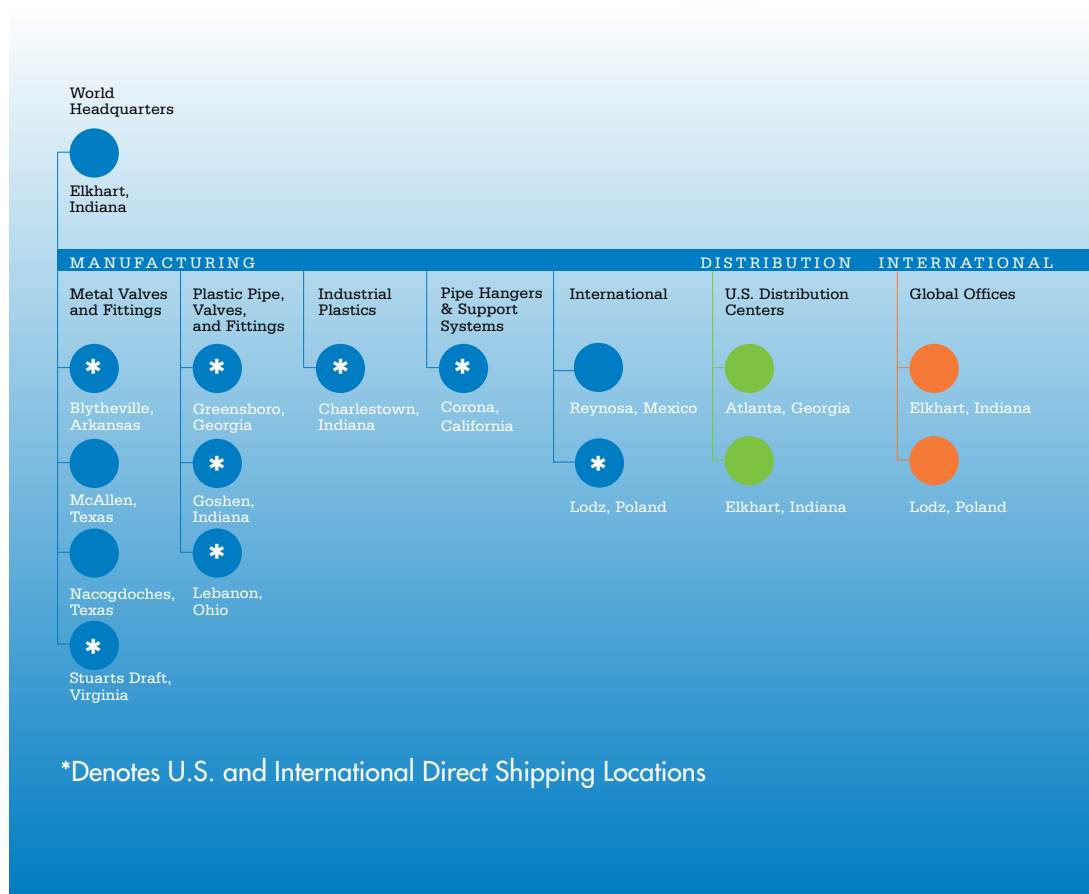 World
Headquarters
Elkhart,
Indiana
MANUFACTURING
DISTRIBUTION
INTERNATIONAL
Metal Valves
and Fittings
*
Blytheville,
Arkansas
McAllen,
Texas
Nacogdoches,
Texas
*
Stuarts Draft,
Virginia
Plastic Pipe,
Valves,
and Fittings
*
Greensboro,
Georgia
*
Goshen,
Indiana
*
Lebanon,
Ohio
Industrial
Plastics
*
Charlestown,
Indiana
Pipe Hangers
& Support
Systems
*
Corona,
California
International
Reynosa, Mexico
*
Lodz, Poland
U.S. Distribution
Centers
Atlanta, Georgia
Elkhart, Indiana
Global Offices
Elkhart, Indiana
Lodz, Poland
*Denotes U.S. and International Direct Shipping Locations